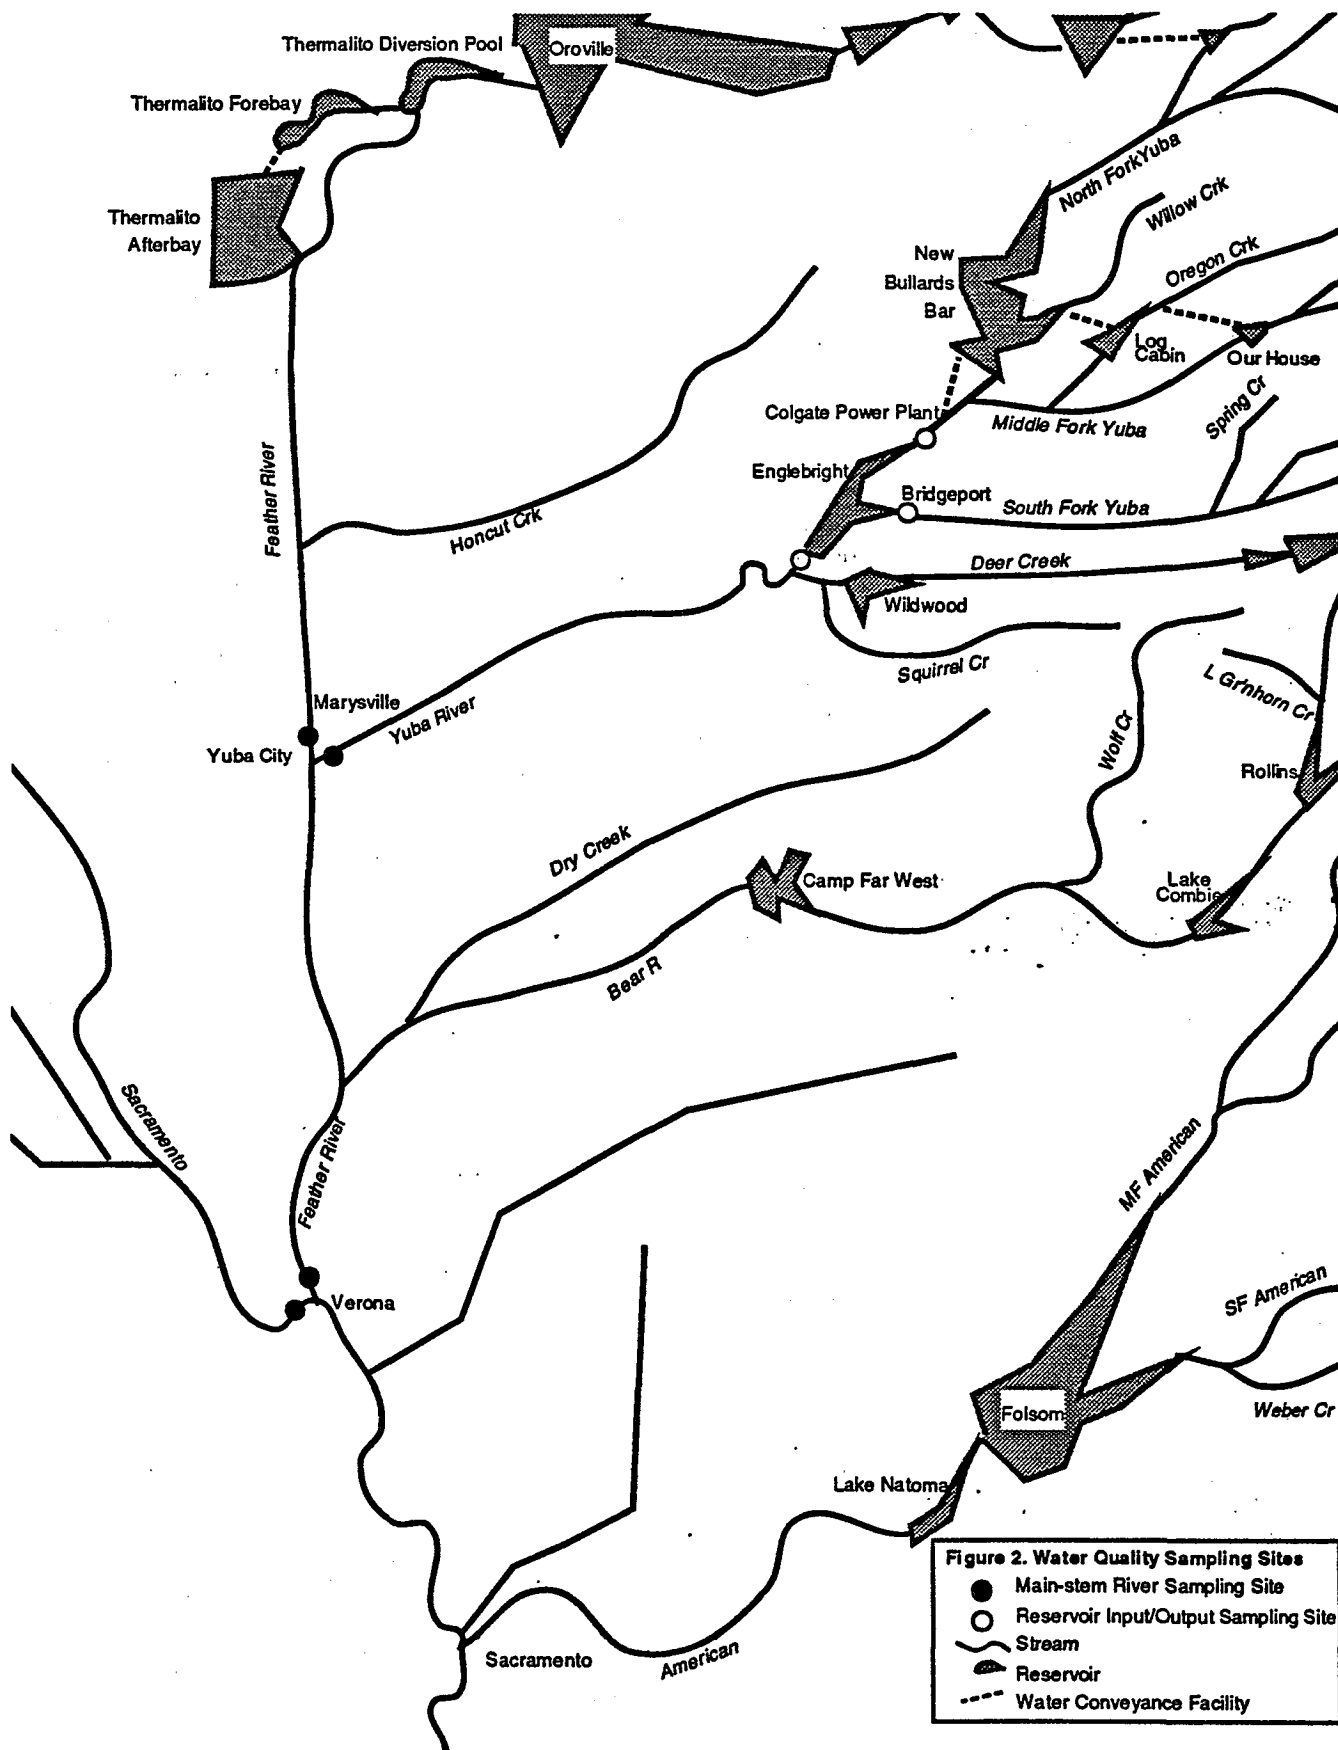 Thermalito Diversion Pool
Oroville
Thermalito Forebay
Thermalito
Afterbay
North Fork Yuba
Willow Crk
Oregon Crk
New
Bullards
Bar
Log
Cabin
Our House
Colgate Power Plant
Middle Fork Yuba
Spring Cr
Feather River
Honcut Crk
Englebright
Bridgeport
South Fork Yuba
Deer Creek
Wildwood
Squirrel Cr
L Gr'nhorn Cr
Marysville
Yuba River
Yuba City
Wolf Cr
Rollins
Dry Creek
Camp Far West
Lake
Combie
Bear R
Sacramento
Feather River
MF American
Verona
SF American
Folsom
Weber Cr
Lake Natoma
Sacramento
American
Figure 2. Water Quality Sampling Sites
Main-stem River Sampling Site
Reservoir Input/Output Sampling Site
Stream
Reservoir
Water Conveyance Facility